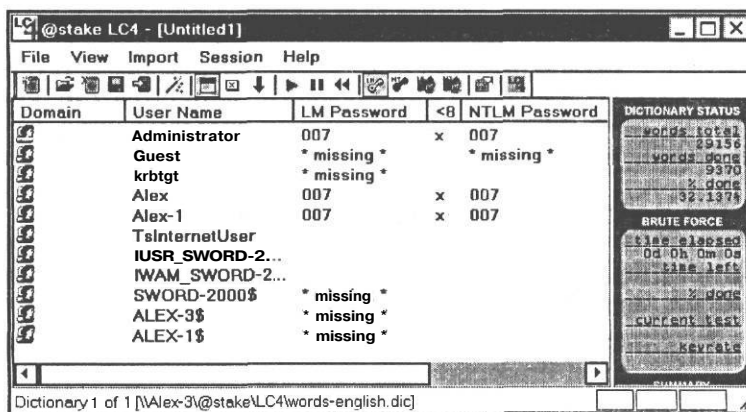 LC4 @stake LC4 - [Untitled1]
File View Import Session Help
Domain User Name LM Password <8 NTLM Password
Administrator 007 x 007
Guest * missing * * missing *
krbtgt * missing *
Alex 007 x 007
Alex-1 007 x 007
TsInternetUser
IUSR_SWORD-2...
IWAM_SWORD-2...
SWORD-2000$ * missing *
ALEX-3$ * missing *
ALEX-1$ * missing *
DICTIONARY STATUS
words total
29156
words done
9370
% done
32.137%
BRUTE FORCE
time elapsed
0d 0h 0m 0s
time left
% done
current test
keyrate
SUMMARY
Dictionary 1 of 1 [\\Alex-3\@stake\LC4\words-english.dic]